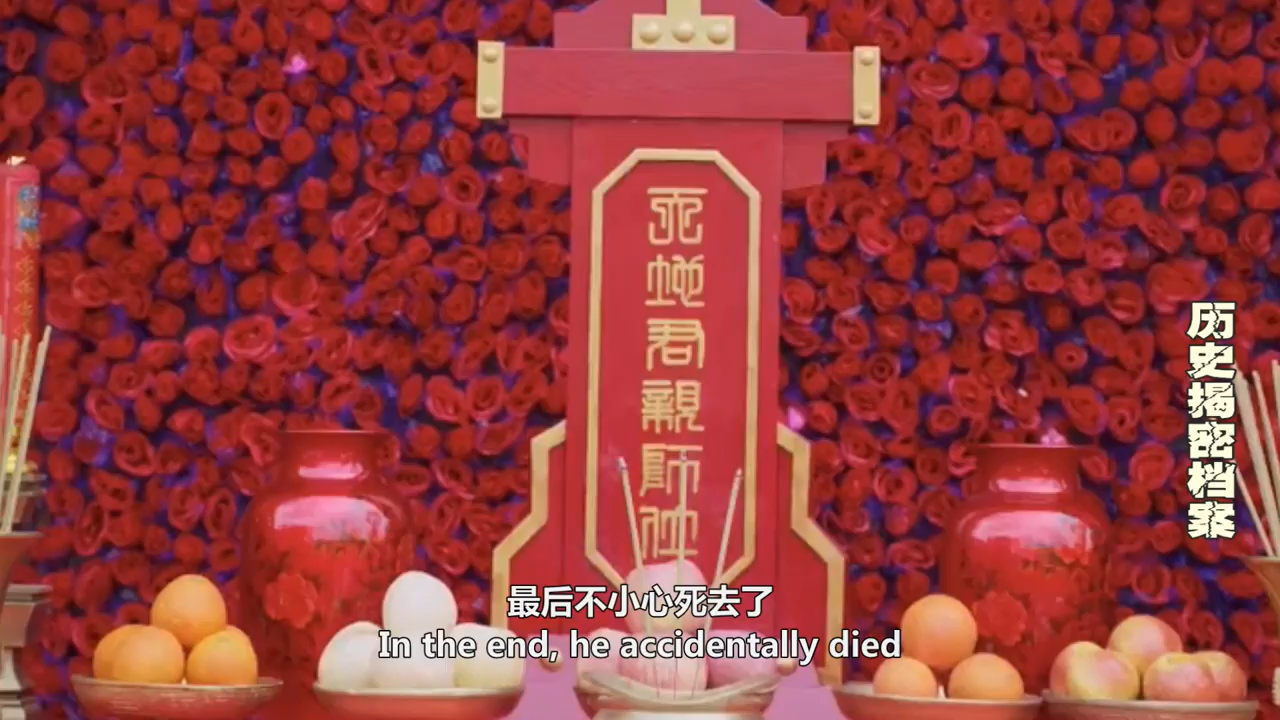 天地君親師位
历史揭密档案
最后不小心死去了
In the end, he accidentally died